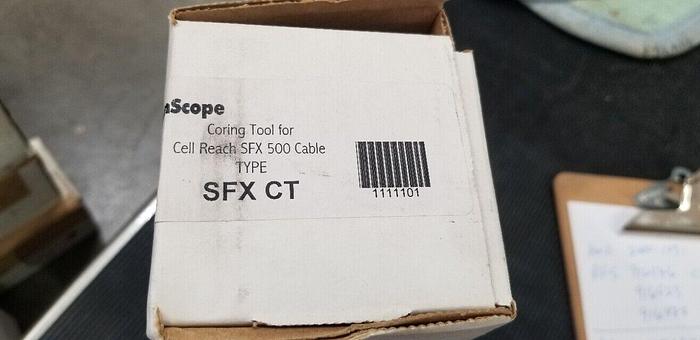 aScope
Coring Tool for
Cell Reach SFX 500 Cable
TYPE
SFX CT
1111101